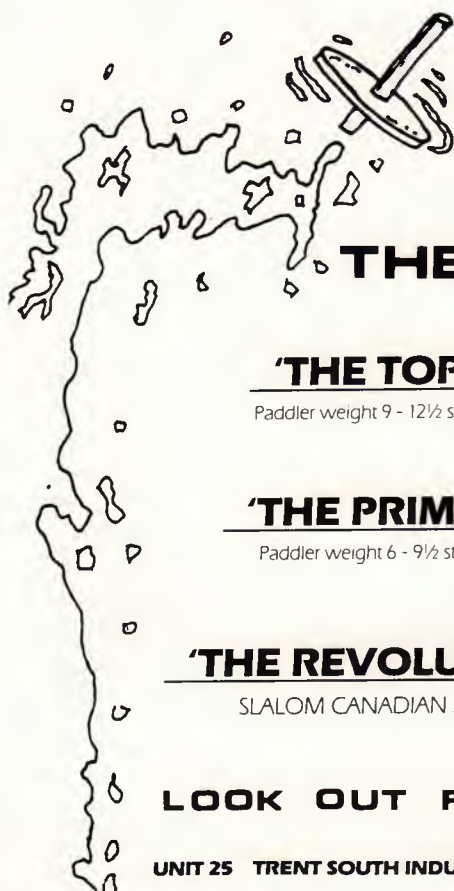 THE
'THE TOP
Paddler weight 9 - 12½ s
'THE PRIM
Paddler weight 6 - 9½ st
'THE REVOLU
SLALOM CANADIAN
LOOK OUT F
UNIT 25 TRENT SOUTH INDU